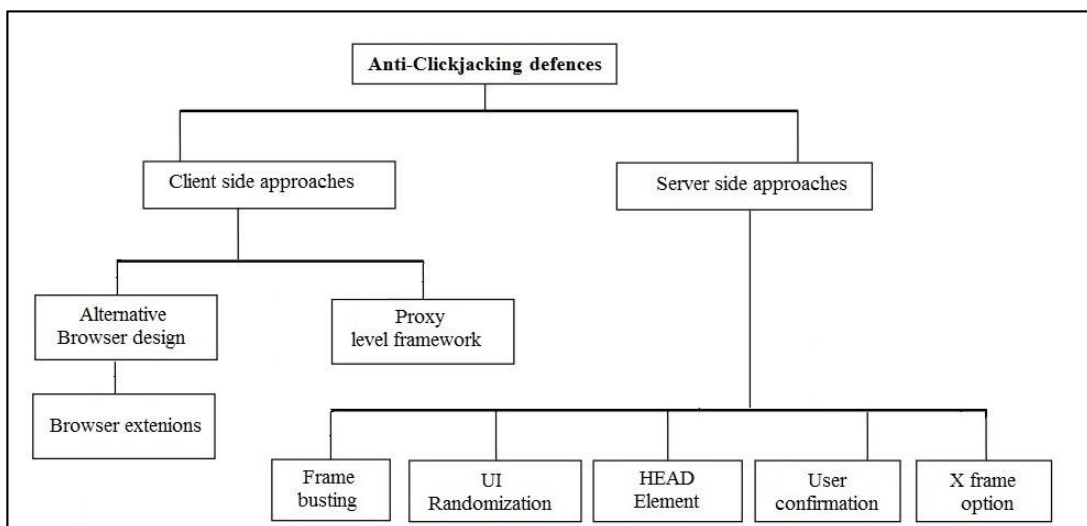 Anti-Clickjacking defences
Client side approaches
Server side approaches
Alternative
Browser design
Proxy
level framework
Browser extenions
Frame
busting
UI
Randomization
HEAD
Element
User
confirmation
X frame
option